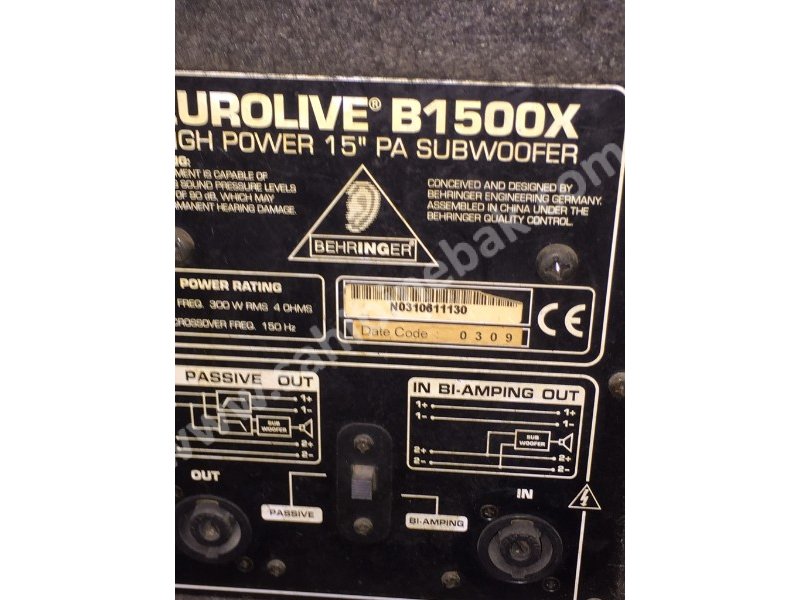 EUROLIVE® B1500X
HIGH POWER 15" PA SUBWOOFER
IS CAPABLE OF
SOUND PRESSURE LEVELS
OF 90 dB, WHICH MAY
HEARING DAMAGE.
CONCEIVED AND DESIGNED BY
BEHRINGER ENGINEERING GERMANY.
ASSEMBLED IN CHINA UNDER THE
BEHRINGER QUALITY CONTROL.
BEHRINGER
POWER RATING
FREQ. 300 W RMS 4 OHMS
CROSSOVER FREQ. 150 Hz
N0310611130
Date Code : 0309
CE
PASSIVE OUT
1+
1-
SUB WOOFER
2+
2-
IN BI-AMPING OUT
1+ 1+
1- 1-
SUB WOOFER
2+ 2+
2- 2-
OUT
IN
PASSIVE
BI-AMPING